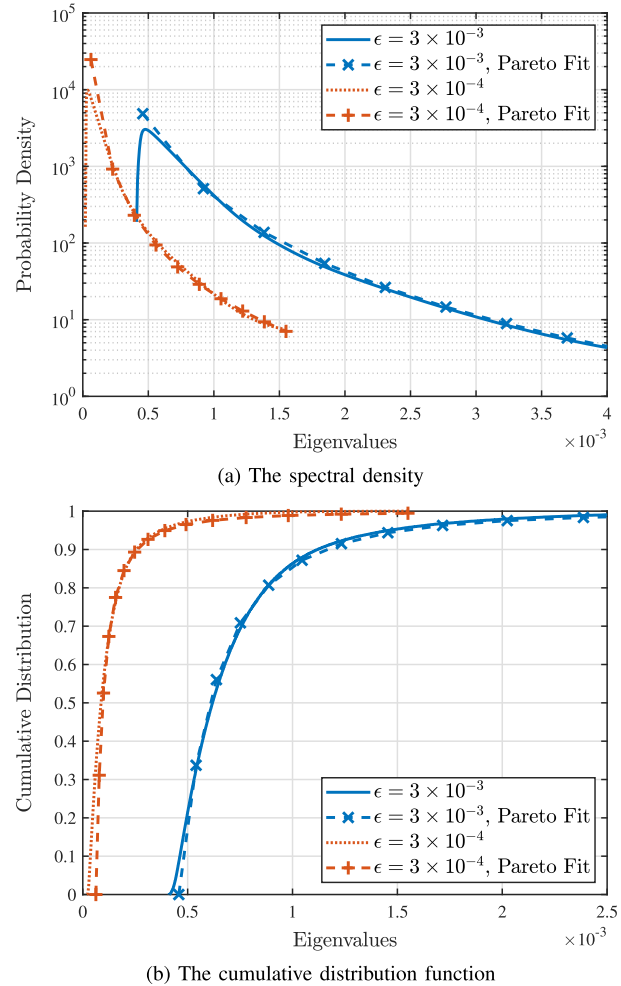 10^5
10^4
10^3
10^2
10^1
10^0
Probability Density
ϵ = 3 × 10^-3
ϵ = 3 × 10^-3, Pareto Fit
ϵ = 3 × 10^-4
ϵ = 3 × 10^-4, Pareto Fit
0 0.5 1 1.5 2 2.5 3 3.5 4
Eigenvalues
×10^-3
(a) The spectral density
1
0.9
0.8
0.7
0.6
0.5
0.4
0.3
0.2
0.1
0
Cumulative Distribution
ϵ = 3 × 10^-3
ϵ = 3 × 10^-3, Pareto Fit
ϵ = 3 × 10^-4
ϵ = 3 × 10^-4, Pareto Fit
0 0.5 1 1.5 2 2.5
Eigenvalues
×10^-3
(b) The cumulative distribution function